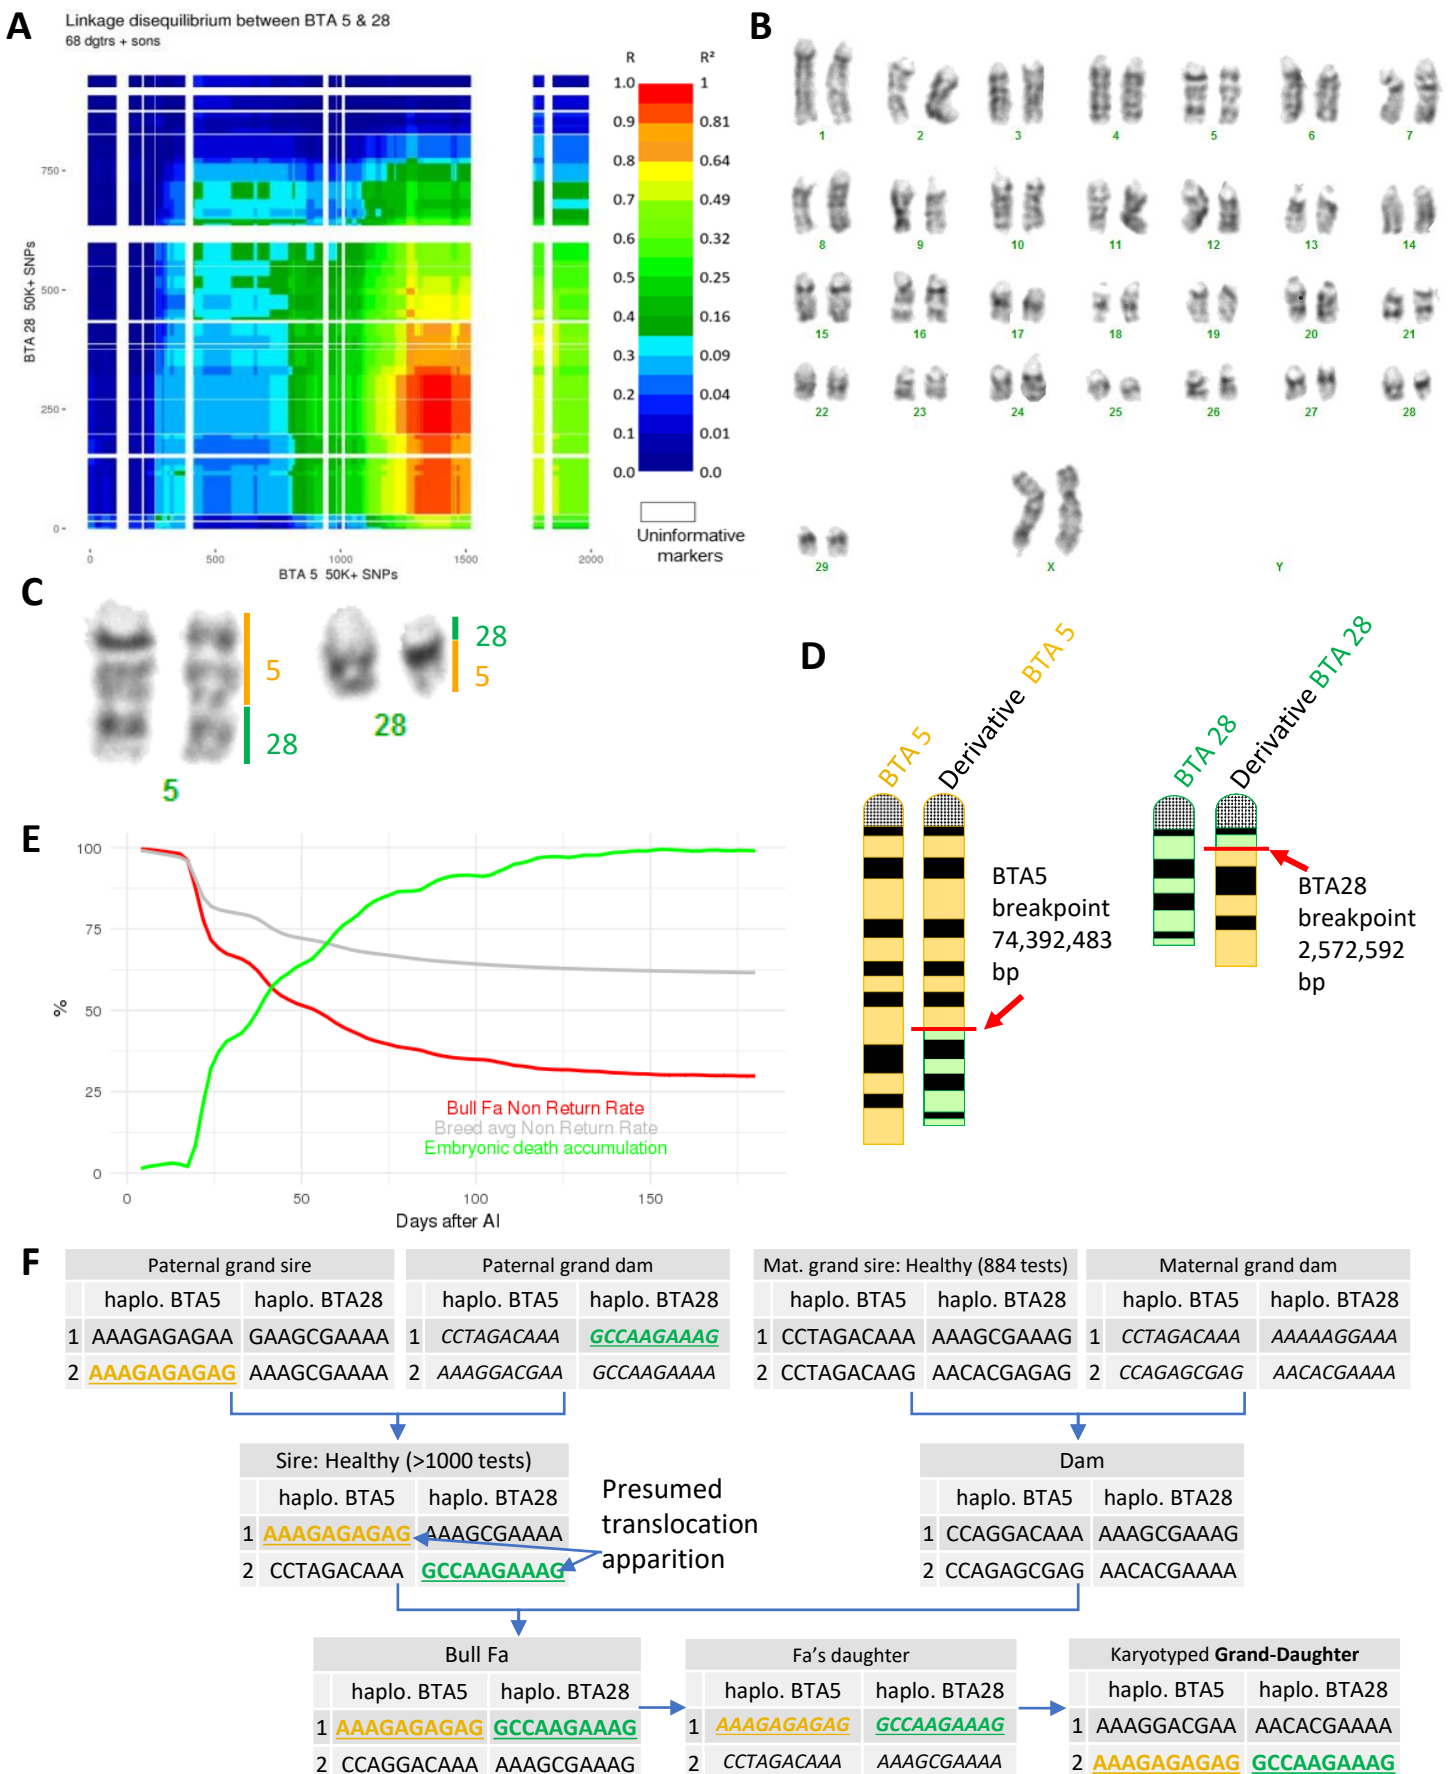 A
Linkage disequilibrium between BTA 5 & 28
68 dgtrs + sons
R
R²
1.0
1
0.9
0.81
0.8
0.64
0.7
0.49
0.6
0.32
0.5
0.25
0.4
0.16
0.3
0.09
0.2
0.04
0.1
0.01
0.0
0.0
Uninformative
markers
BTA 28 50K+ SNPs
750
500
250
0
0
500
1000
1500
2000
BTA 5 50K+ SNPs
B
1 2 3 4 5 6 7
8 9 10 11 12 13 14
15 16 17 18 19 20 21
22 23 24 25 26 27 28
29 X Y
C
5
28
5
28
5
28
D
BTA 5
Derivative BTA 5
BTA 28
Derivative BTA 28
BTA5
breakpoint
74,392,483
bp
BTA28
breakpoint
2,572,592
bp
E
100
75
50
25
0
%
0
50
100
150
Days after AI
Bull Fa Non Return Rate
Breed avg Non Return Rate
Embryonic death accumulation
F
Paternal grand sire
haplo. BTA5 haplo. BTA28
1 AAAGAGAGAA GAAGCGAAAA
2 AAAGAGAGAG AAAGCGAAAA
Paternal grand dam
haplo. BTA5 haplo. BTA28
1 CCTAGACAAA GCCAAGAAAG
2 AAAGGACGAA GCCAAGAAAA
Mat. grand sire: Healthy (884 tests)
haplo. BTA5 haplo. BTA28
1 CCTAGACAAA AAAGCGAAAG
2 CCTAGACAAG AACACGAGAG
Maternal grand dam
haplo. BTA5 haplo. BTA28
1 CCTAGACAAA AAAAAGGAAA
2 CCAGAGCGAG AACACGAAAA
Sire: Healthy (>1000 tests)
haplo. BTA5 haplo. BTA28
1 AAAGAGAGAG AAAGCGAAAA
2 CCTAGACAAA GCCAAGAAAG
Presumed
translocation
apparition
Dam
haplo. BTA5 haplo. BTA28
1 CCAGGACAAA AAAGCGAAAG
2 CCAGAGCGAG AACACGAAAA
Bull Fa
haplo. BTA5 haplo. BTA28
1 AAAGAGAGAG GCCAAGAAAG
2 CCAGGACAAA AAAGCGAAAG
Fa's daughter
haplo. BTA5 haplo. BTA28
1 AAAGAGAGAG GCCAAGAAAG
2 CCTAGACAAA AAAGCGAAAA
Karyotyped Grand-Daughter
haplo. BTA5 haplo. BTA28
1 AAAGGACGAA AACACGAAAA
2 AAAGAGAGAG GCCAAGAAAG